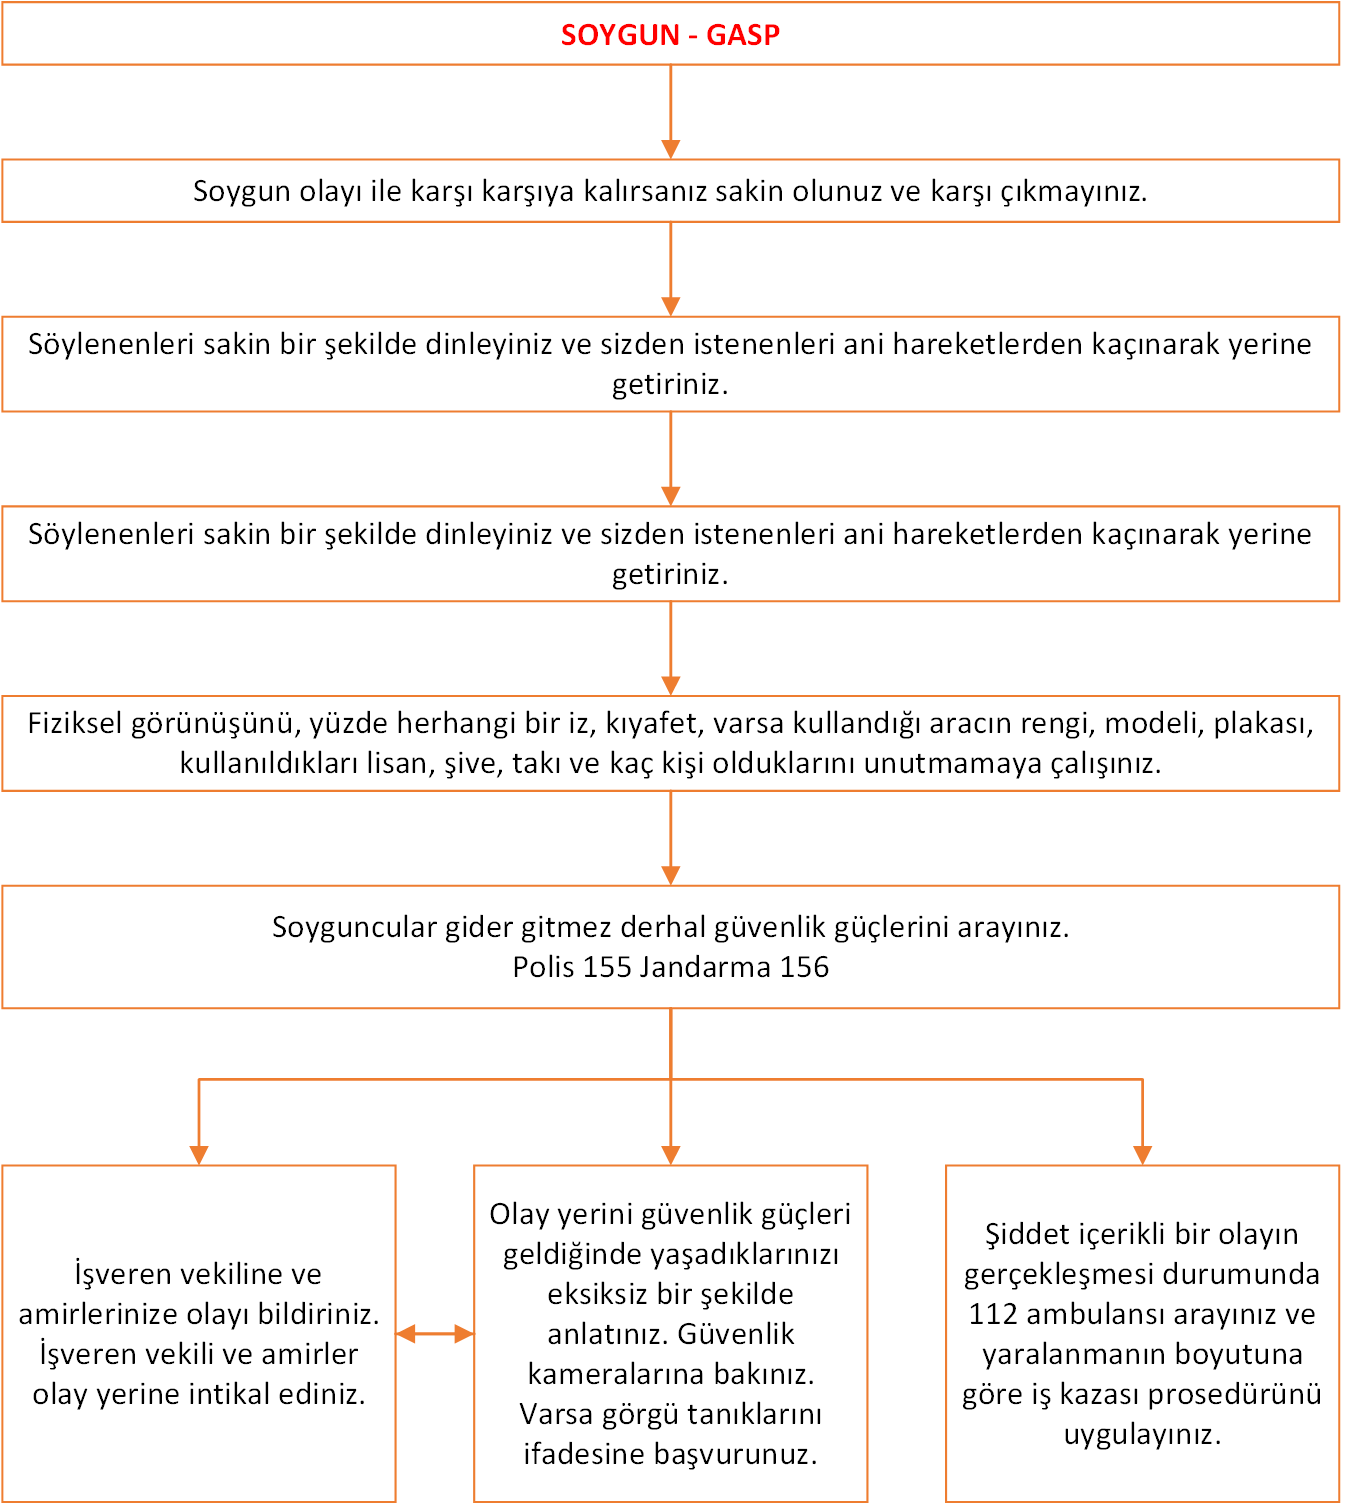 SOYGUN - GASP
Soygun olayı ile karşı karşıya kalırsanız sakin olunuz ve karşı çıkmayınız.
Söylenenleri sakin bir şekilde dinleyiniz ve sizden istenenleri ani hareketlerden kaçınarak yerine
getiriniz.
Söylenenleri sakin bir şekilde dinleyiniz ve sizden istenenleri ani hareketlerden kaçınarak yerine
getiriniz.
Fiziksel görünüşünü, yüzde herhangi bir iz, kıyafet, varsa kullandığı aracın rengi, modeli, plakası,
kullanıldıkları lisan, şive, takı ve kaç kişi olduklarını unutmamaya çalışınız.
Soyguncular gider gitmez derhal güvenlik güçlerini arayınız.
Polis 155 Jandarma 156
İşveren vekiline ve
amirlerinize olayı bildiriniz.
İşveren vekili ve amirler
olay yerine intikal ediniz.
Olay yerini güvenlik güçleri
geldiğinde yaşadıklarınızı
eksiksiz bir şekilde
anlatınız. Güvenlik
kameralarına bakınız.
Varsa görgü tanıklarını
ifadesine başvurunuz.
Şiddet içerikli bir olayın
gerçekleşmesi durumunda
112 ambulansı arayınız ve
yaralanmanın boyutuna
göre iş kazası prosedürünü
uygulayınız.